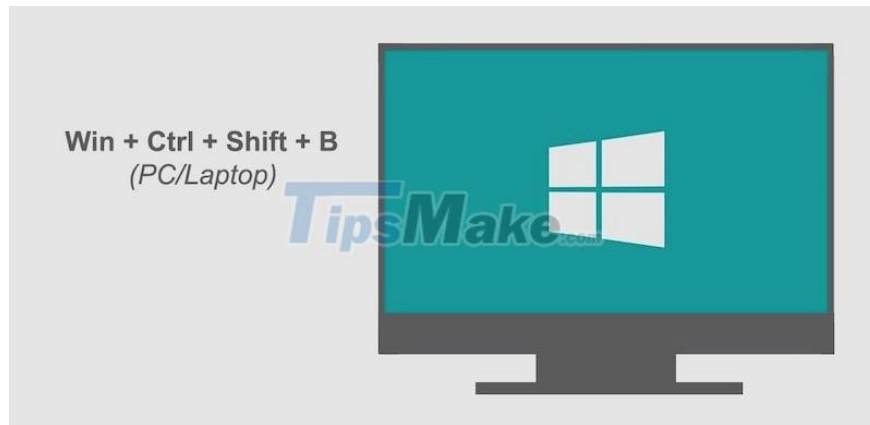 Win + Ctrl + Shift + B
(PC/Laptop)
TipsMake.com